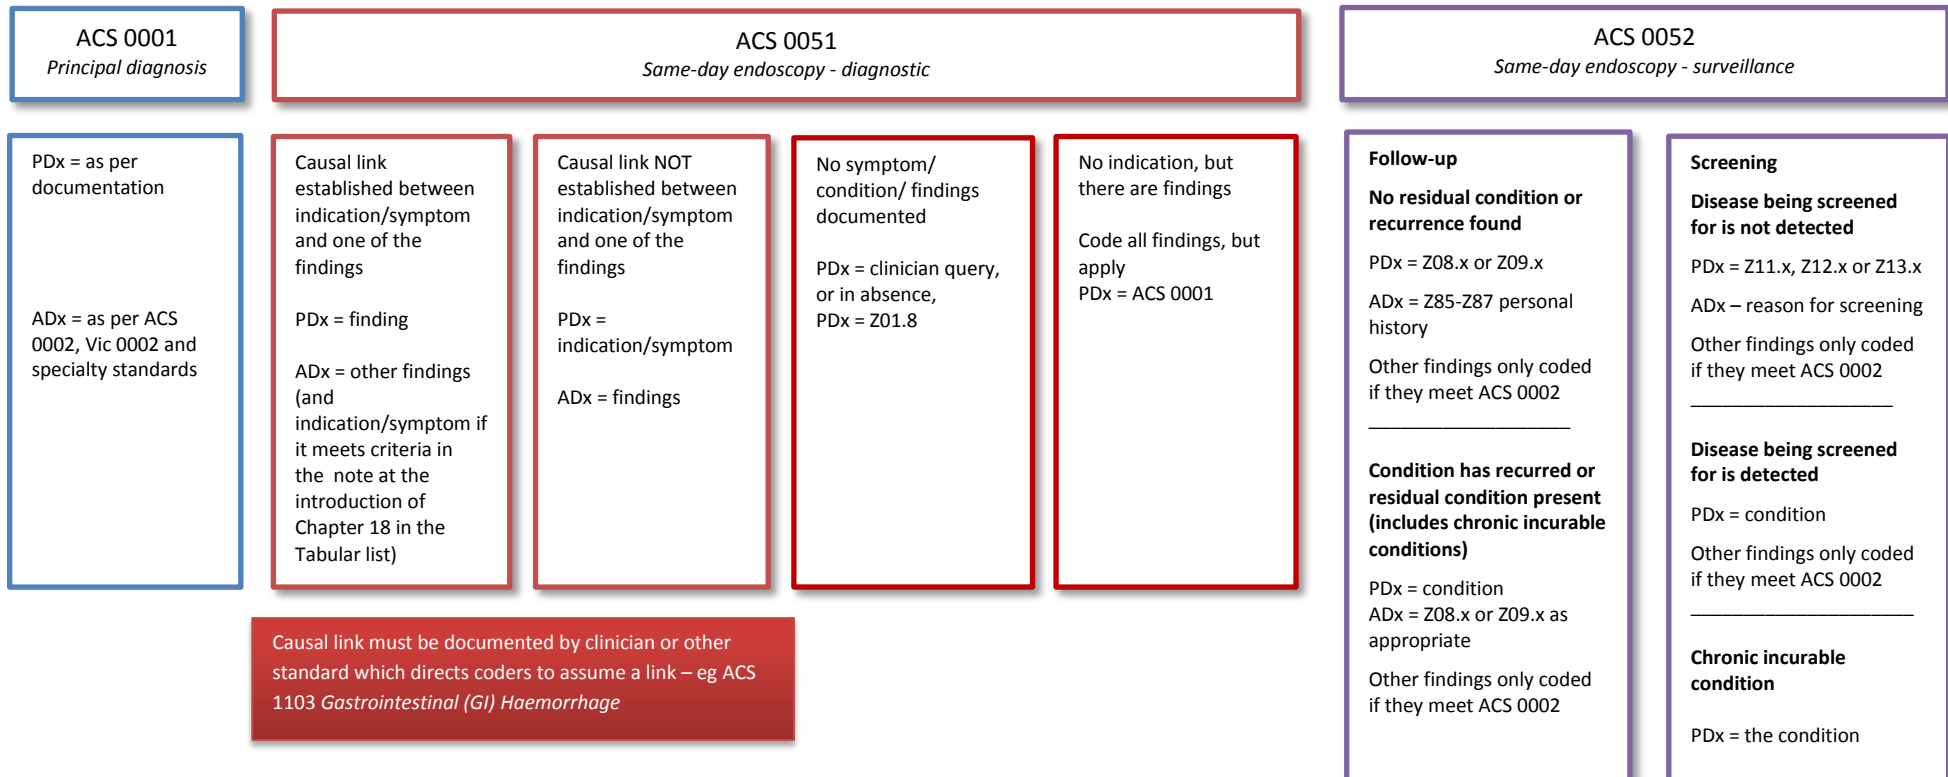 ACS 0001
Principal diagnosis
PDx = as per
documentation
ADx = as per ACS
0002, Vic 0002 and
specialty standards
ACS 0051
Same-day endoscopy - diagnostic
Causal link
established between
indication/symptom
and one of the
findings
PDx = finding
ADx = other findings
(and
indication/symptom if
it meets criteria in
the note at the
introduction of
Chapter 18 in the
Tabular list)
Causal link NOT
established between
indication/symptom
and one of the
findings
PDx =
indication/symptom
ADx = findings
No symptom/
condition/ findings
documented
PDx = clinician query,
or in absence,
PDx = Z01.8
No indication, but
there are findings
Code all findings, but
apply
PDx = ACS 0001
Causal link must be documented by clinician or other
standard which directs coders to assume a link – eg ACS
1103 Gastrointestinal (GI) Haemorrhage
ACS 0052
Same-day endoscopy - surveillance
Follow-up
No residual condition or
recurrence found
PDx = Z08.x or Z09.x
ADx = Z85-Z87 personal
history
Other findings only coded
if they meet ACS 0002
Condition has recurred or
residual condition present
(includes chronic incurable
conditions)
PDx = condition
ADx = Z08.x or Z09.x as
appropriate
Other findings only coded
if they meet ACS 0002
Screening
Disease being screened
for is not detected
PDx = Z11.x, Z12.x or Z13.x
ADx – reason for screening
Other findings only coded
if they meet ACS 0002
Disease being screened
for is detected
PDx = condition
Other findings only coded
if they meet ACS 0002
Chronic incurable
condition
PDx = the condition